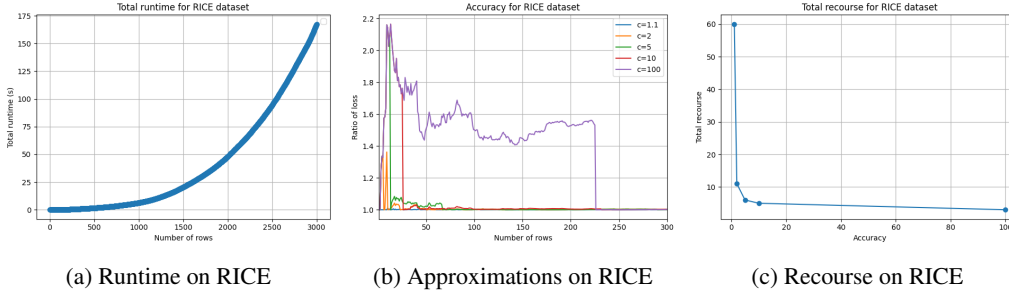 Total runtime for RICE dataset
Total runtime (s)
175
150
125
100
75
50
25
0
0 500 1000 1500 2000 2500 3000
Number of rows
(a) Runtime on RICE
Accuracy for RICE dataset
Ratio of loss
2.2
2.0
1.8
1.6
1.4
1.2
1.0
c=1.1
c=2
c=5
c=10
c=100
50 100 150 200 250 300
Number of rows
(b) Approximations on RICE
Total recourse for RICE dataset
Total recourse
60
50
40
30
20
10
0 20 40 60 80 100
Accuracy
(c) Recourse on RICE